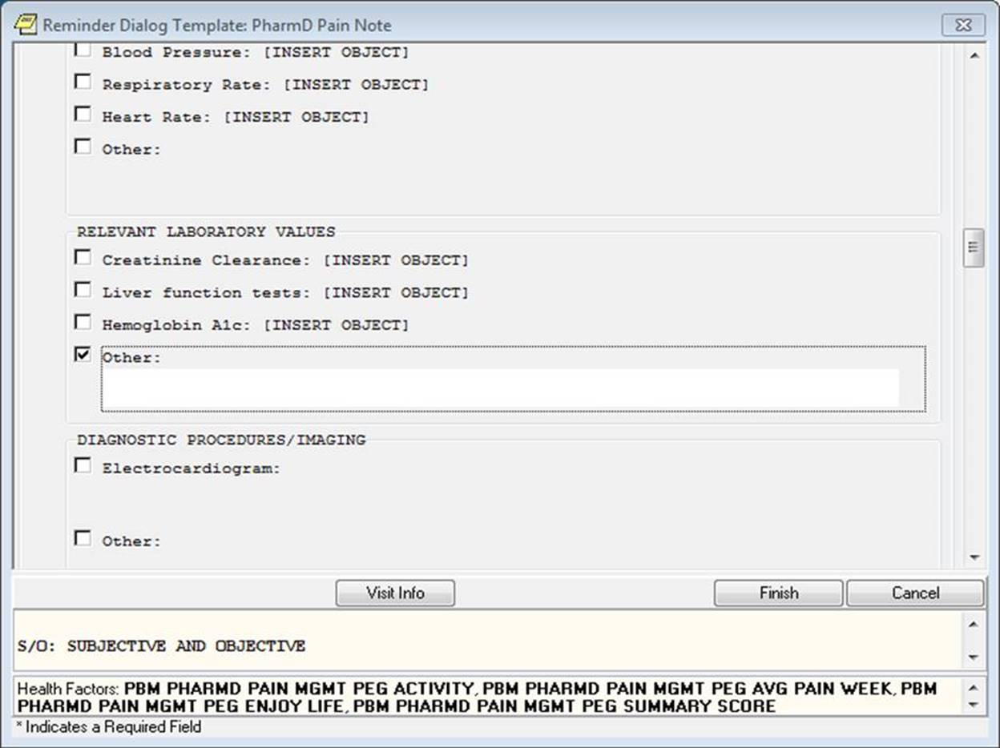 Reminder Dialog Template: PharmD Pain Note
Blood Pressure: [INSERT OBJECT]
Respiratory Rate: [INSERT OBJECT]
Heart Rate: [INSERT OBJECT]
Other:
RELEVANT LABORATORY VALUES
Creatinine Clearance: [INSERT OBJECT]
Liver function tests: [INSERT OBJECT]
Hemoglobin A1c: [INSERT OBJECT]
Other:
DIAGNOSTIC PROCEDURES/IMAGING
Electrocardiogram:
Other:
Visit Info Finish Cancel
S/O: SUBJECTIVE AND OBJECTIVE
Health Factors: PBM PHARMD PAIN MGMT PEG ACTIVITY, PBM PHARMD PAIN MGMT PEG AVG PAIN WEEK, PBM
PHARMD PAIN MGMT PEG ENJOY LIFE, PBM PHARMD PAIN MGMT PEG SUMMARY SCORE
* Indicates a Required Field